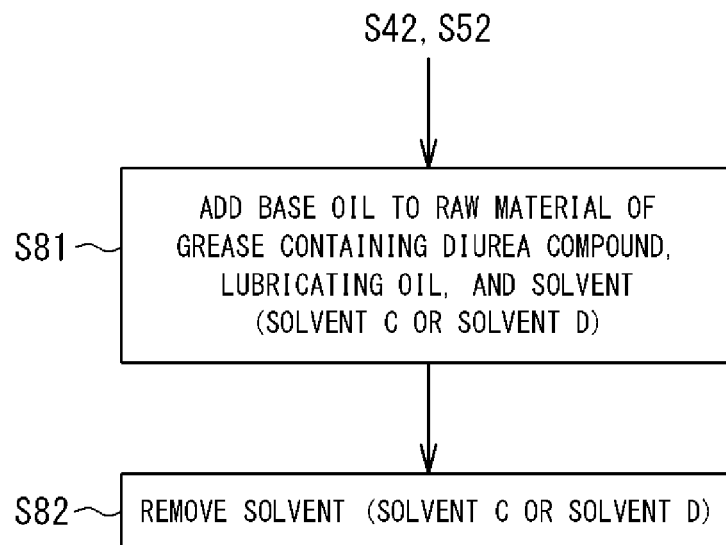 S42, S52
S81
ADD BASE OIL TO RAW MATERIAL OF
GREASE CONTAINING DIUREA COMPOUND,
LUBRICATING OIL, AND SOLVENT
(SOLVENT C OR SOLVENT D)
S82
REMOVE SOLVENT (SOLVENT C OR SOLVENT D)